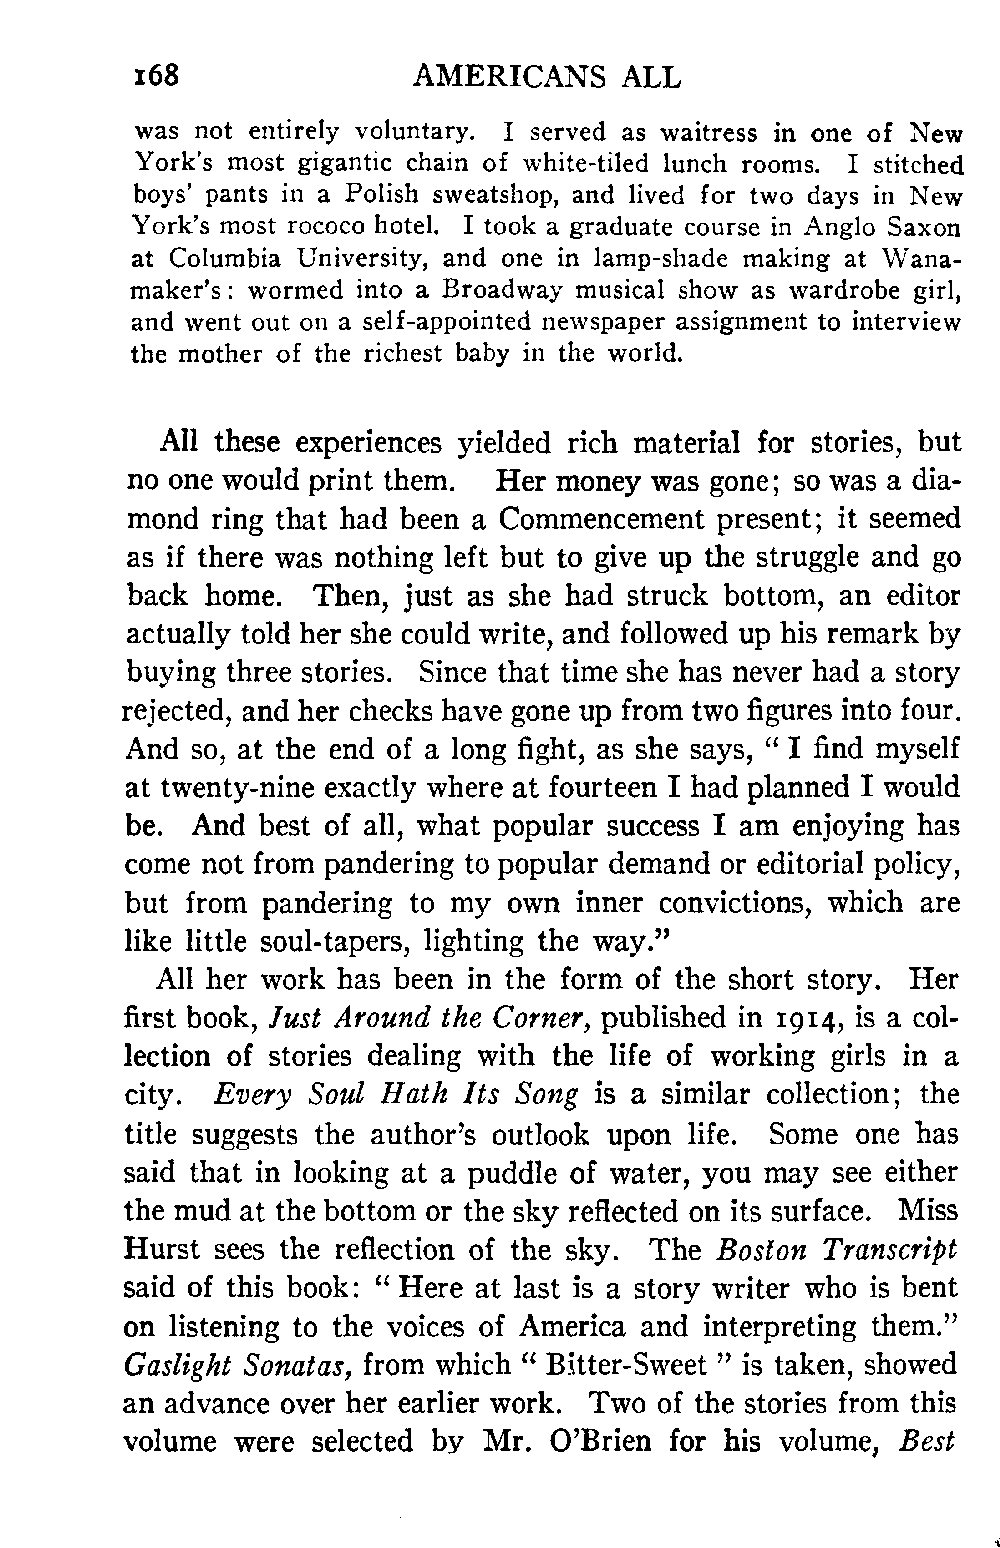 168 AMERICANS ALL
was not entirely voluntary. I served as waitress in one of New
York's most gigantic chain of white-tiled lunch rooms. I stitched
boys' pants in a Polish sweatshop, and lived for two days in New
York's most rococo hotel. I took a graduate course in Anglo Saxon
at Columbia University, and one in lamp-shade making at Wana-
maker's: wormed into a Broadway musical show as wardrobe girl,
and went out on a self-appointed newspaper assignment to interview
the mother of the richest baby in the world.
All these experiences yielded rich material for stories, but
no one would print them. Her money was gone; so was a dia-
mond ring that had been a Commencement present; it seemed
as if there was nothing left but to give up the struggle and go
back home. Then, just as she had struck bottom, an editor
actually told her she could write, and followed up his remark by
buying three stories. Since that time she has never had a story
rejected, and her checks have gone up from two figures into four.
And so, at the end of a long fight, as she says, “ I find myself
at twenty-nine exactly where at fourteen I had planned I would
be. And best of all, what popular success I am enjoying has
come not from pandering to popular demand or editorial policy,
but from pandering to my own inner convictions, which are
like little soul-tapers, lighting the way.”
All her work has been in the form of the short story. Her
first book, Just Around the Corner, published in 1914, is a col-
lection of stories dealing with the life of working girls in a
city. Every Soul Hath Its Song is a similar collection; the
title suggests the author's outlook upon life. Some one has
said that in looking at a puddle of water, you may see either
the mud at the bottom or the sky reflected on its surface. Miss
Hurst sees the reflection of the sky. The Boston Transcript
said of this book: “ Here at last is a story writer who is bent
on listening to the voices of America and interpreting them.”
Gaslight Sonatas, from which “ Bitter-Sweet ” is taken, showed
an advance over her earlier work. Two of the stories from this
volume were selected by Mr. O'Brien for his volume, Best